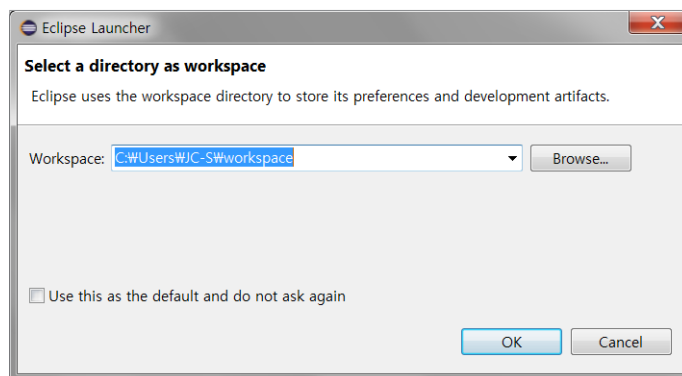 Eclipse Launcher
Select a directory as workspace
Eclipse uses the workspace directory to store its preferences and development artifacts.
Workspace: C:₩Users₩JC-S₩workspace Browse...
Use this as the default and do not ask again
OK Cancel